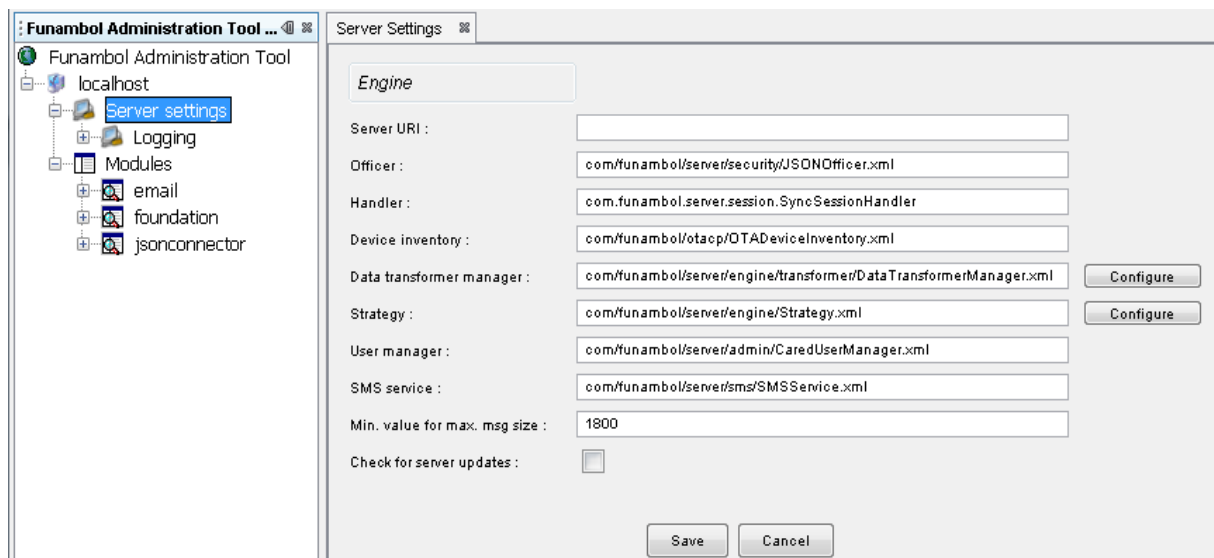 Funambol Administration Tool ...
Funambol Administration Tool
localhost
Server settings
Logging
Modules
email
foundation
jsonconnector
Server Settings
Engine
Server URI :
Officer : com/funambol/server/security/JSONOfficer.xml
Handler : com.funambol.server.session.SyncSessionHandler
Device inventory : com/funambol/otacp/OTADeviceInventory.xml
Data transformer manager : com/funambol/server/engine/transformer/DataTransformerManager.xml Configure
Strategy : com/funambol/server/engine/Strategy.xml Configure
User manager : com/funambol/server/admin/CaredUserManager.xml
SMS service : com/funambol/server/sms/SMSService.xml
Min. value for max. msg size : 1800
Check for server updates :
Save Cancel